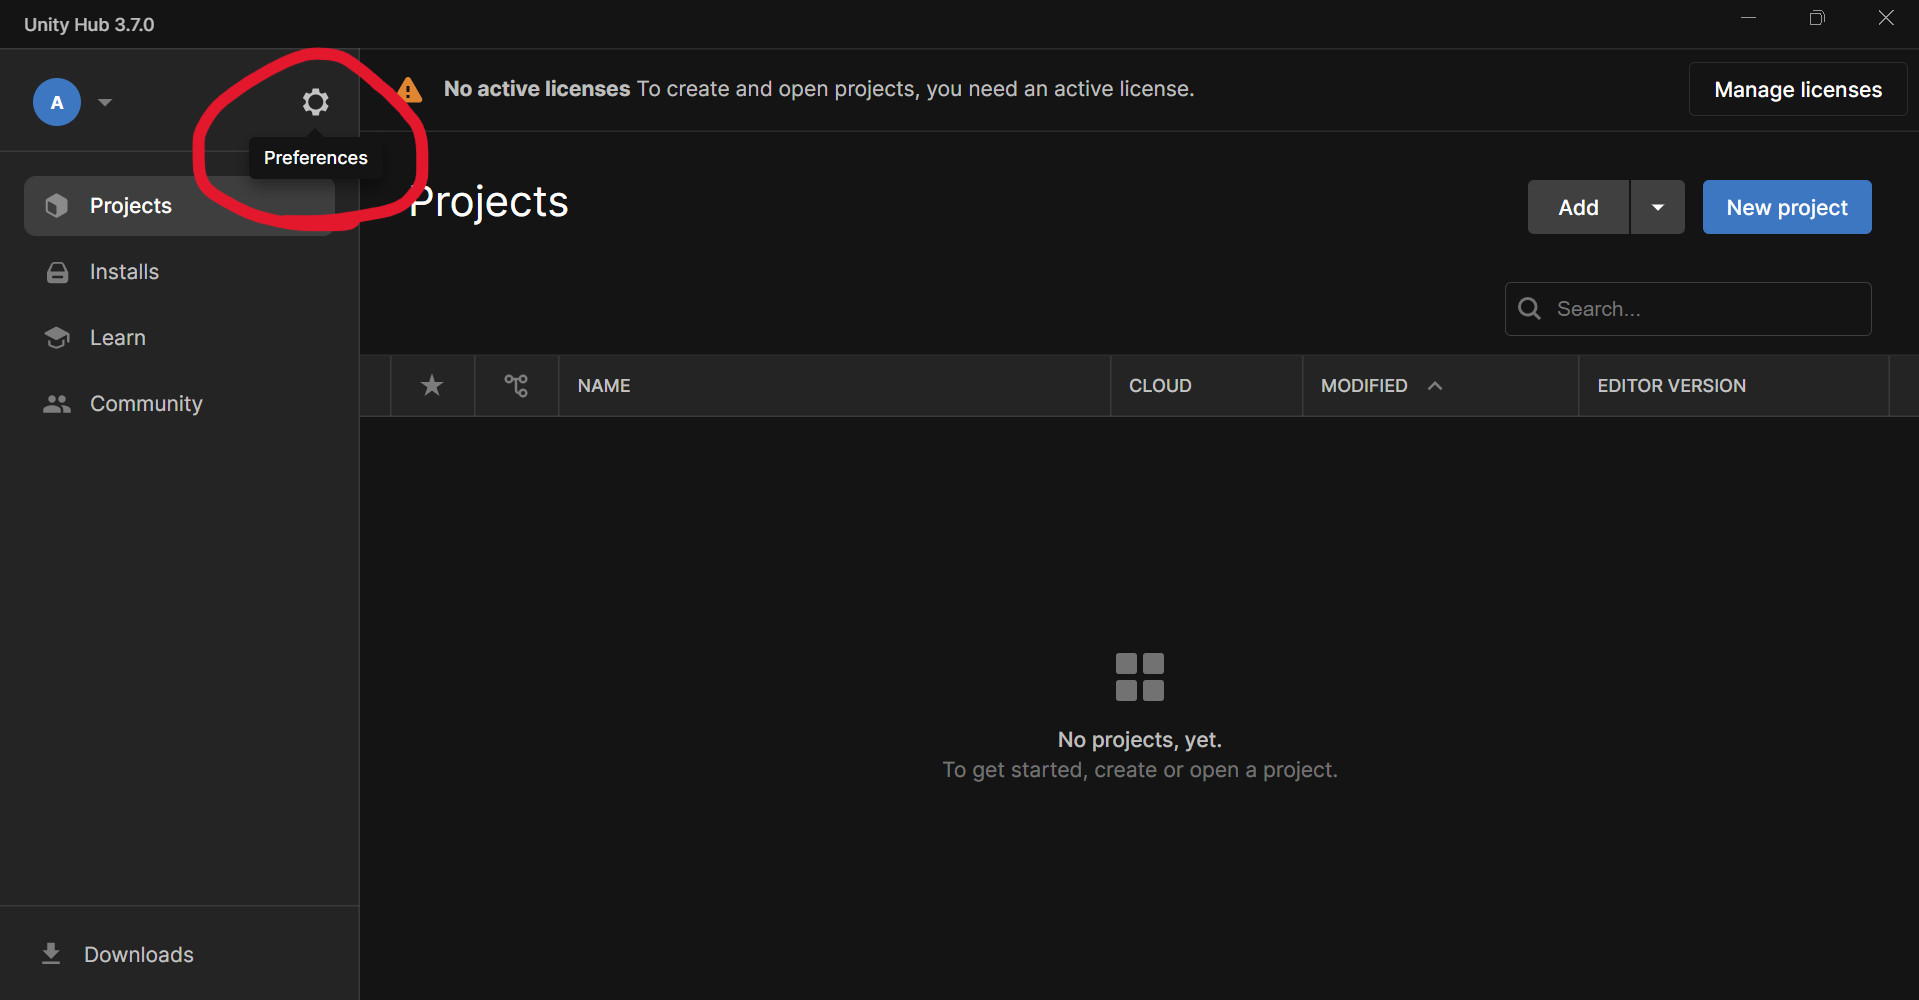 Unity Hub 3.7.0
A
No active licenses To create and open projects, you need an active license.
Manage licenses
Preferences
Projects
Installs
Learn
Community
Downloads
Projects
Add
New project
Search...
NAME
CLOUD
MODIFIED
EDITOR VERSION
No projects, yet.
To get started, create or open a project.